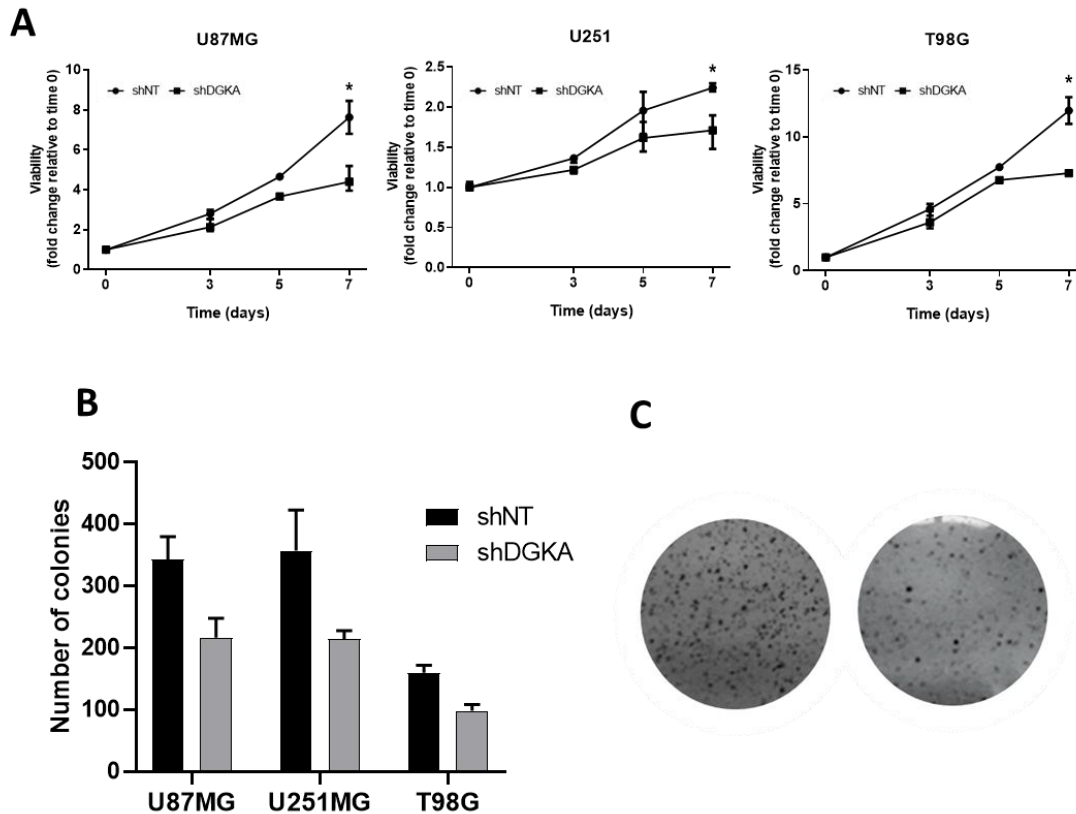 A
U87MG
Viability
(fold change relative to time 0)
10
8
6
4
2
0
shNT
shDGKA
*
0
3
5
7
Time (days)
U251
Viability
(fold change relative to time 0)
2.5
2.0
1.5
1.0
0.5
0.0
shNT
shDGKA
*
0
3
5
7
Time (days)
T98G
Viability
(fold change relative to time 0)
15
10
5
0
shNT
shDGKA
*
0
3
5
7
Time (days)
B
Number of colonies
500
400
300
200
100
0
shNT
shDGKA
U87MG
U251MG
T98G
C